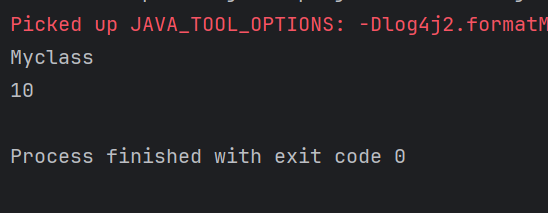 Picked up JAVA_TOOL_OPTIONS: -Dlog4j2.formatM
Myclass
10
Process finished with exit code 0